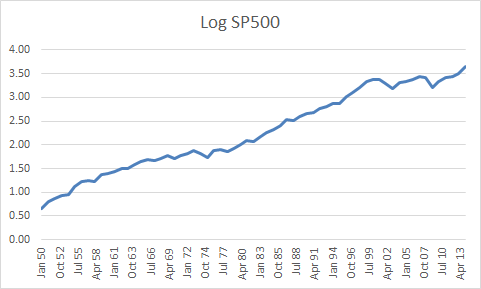 Log SP500
4.00
3.50
3.00
2.50
2.00
1.50
1.00
0.50
0.00
Jan 50
Oct 52
Jul 55
Apr 58
Jan 61
Oct 63
Jul 66
Apr 69
Jan 72
Oct 74
Jul 77
Apr 80
Jan 83
Oct 85
Jul 88
Apr 91
Jan 94
Oct 96
Jul 99
Apr 02
Jan 05
Oct 07
Jul 10
Apr 13